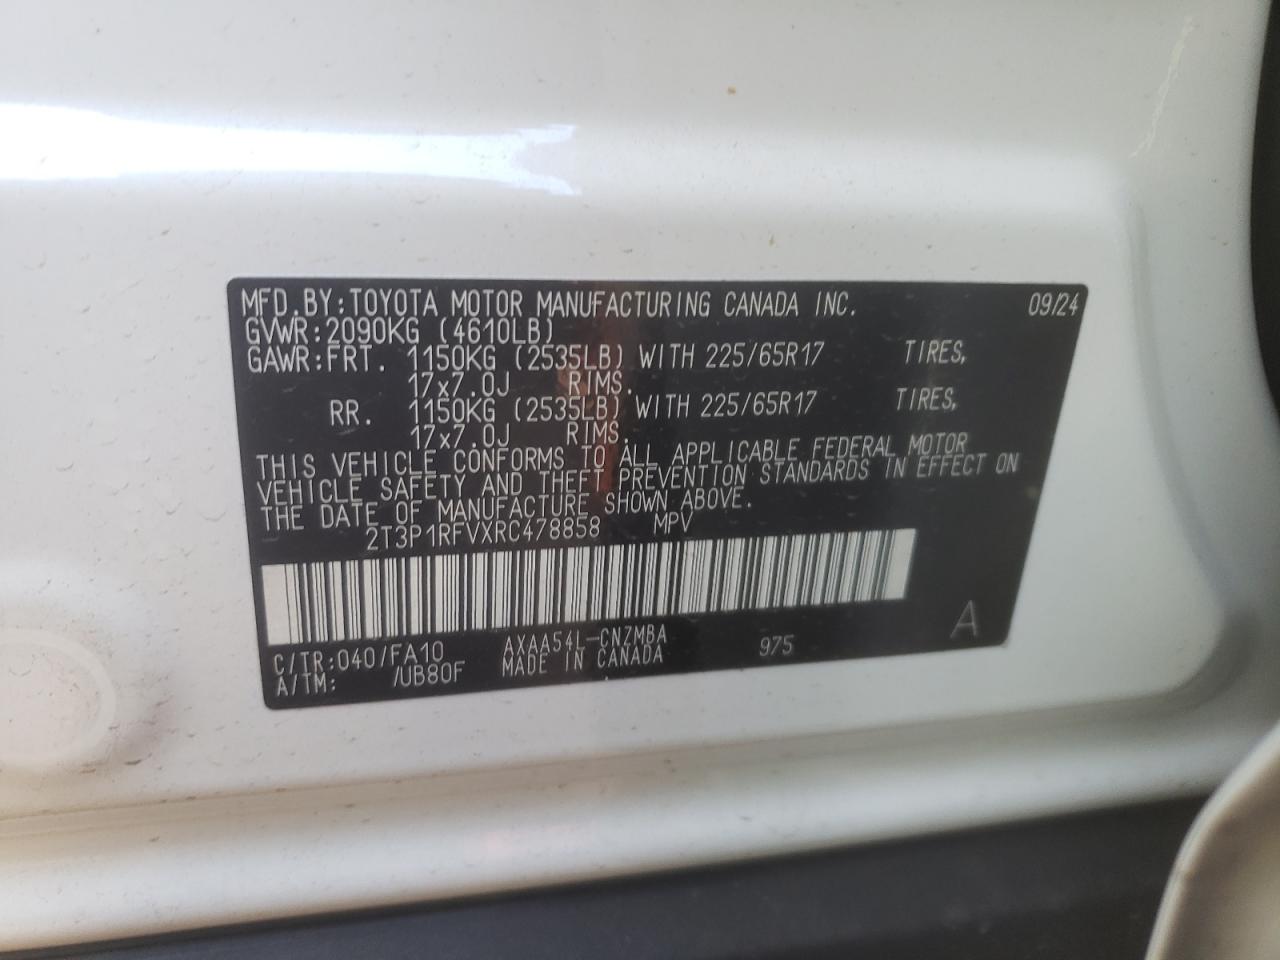 MFD.BY:TOYOTA MOTOR MANUFACTURING CANADA INC. 09/24
GVWR:2090KG (4610LB)
GAWR:FRT. 1150KG (2535LB) WITH 225/65R17 TIRES,
17x7.0J RIMS.
RR. 1150KG (2535LB) WITH 225/65R17 TIRES,
17x7.0J RIMS.
THIS VEHICLE CONFORMS TO ALL APPLICABLE FEDERAL MOTOR
VEHICLE SAFETY AND THEFT PREVENTION STANDARDS IN EFFECT ON
THE DATE OF MANUFACTURE SHOWN ABOVE.
2T3P1RFVXRC478858 MPV
C/TR:040/FA10 AXAA54L-CNZMBA 975 A
A/TM: /UB80F MADE IN CANADA